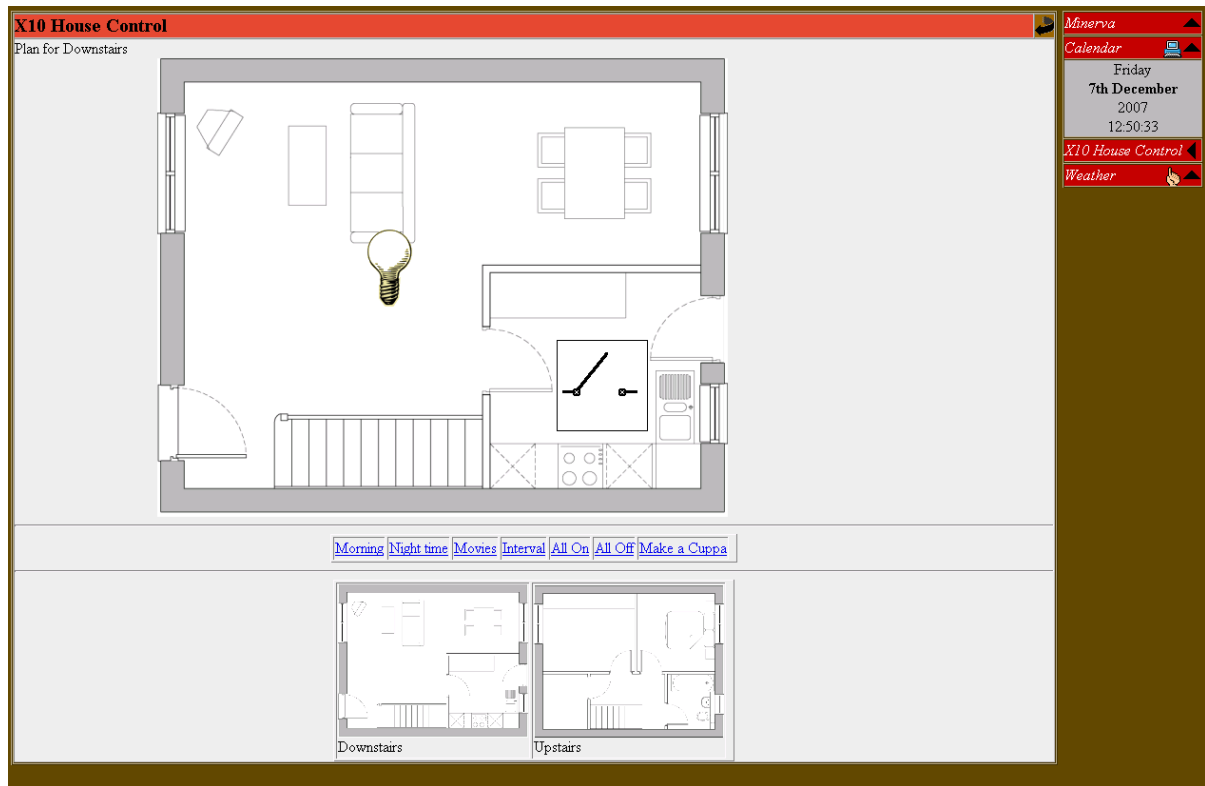 X10 House Control
Plan for Downstairs
Morning Night time Movies Interval All On All Off Make a Cuppa
Downstairs
Upstairs
Minerva
Calendar
Friday
7th December
2007
12:50:33
X10 House Control
Weather